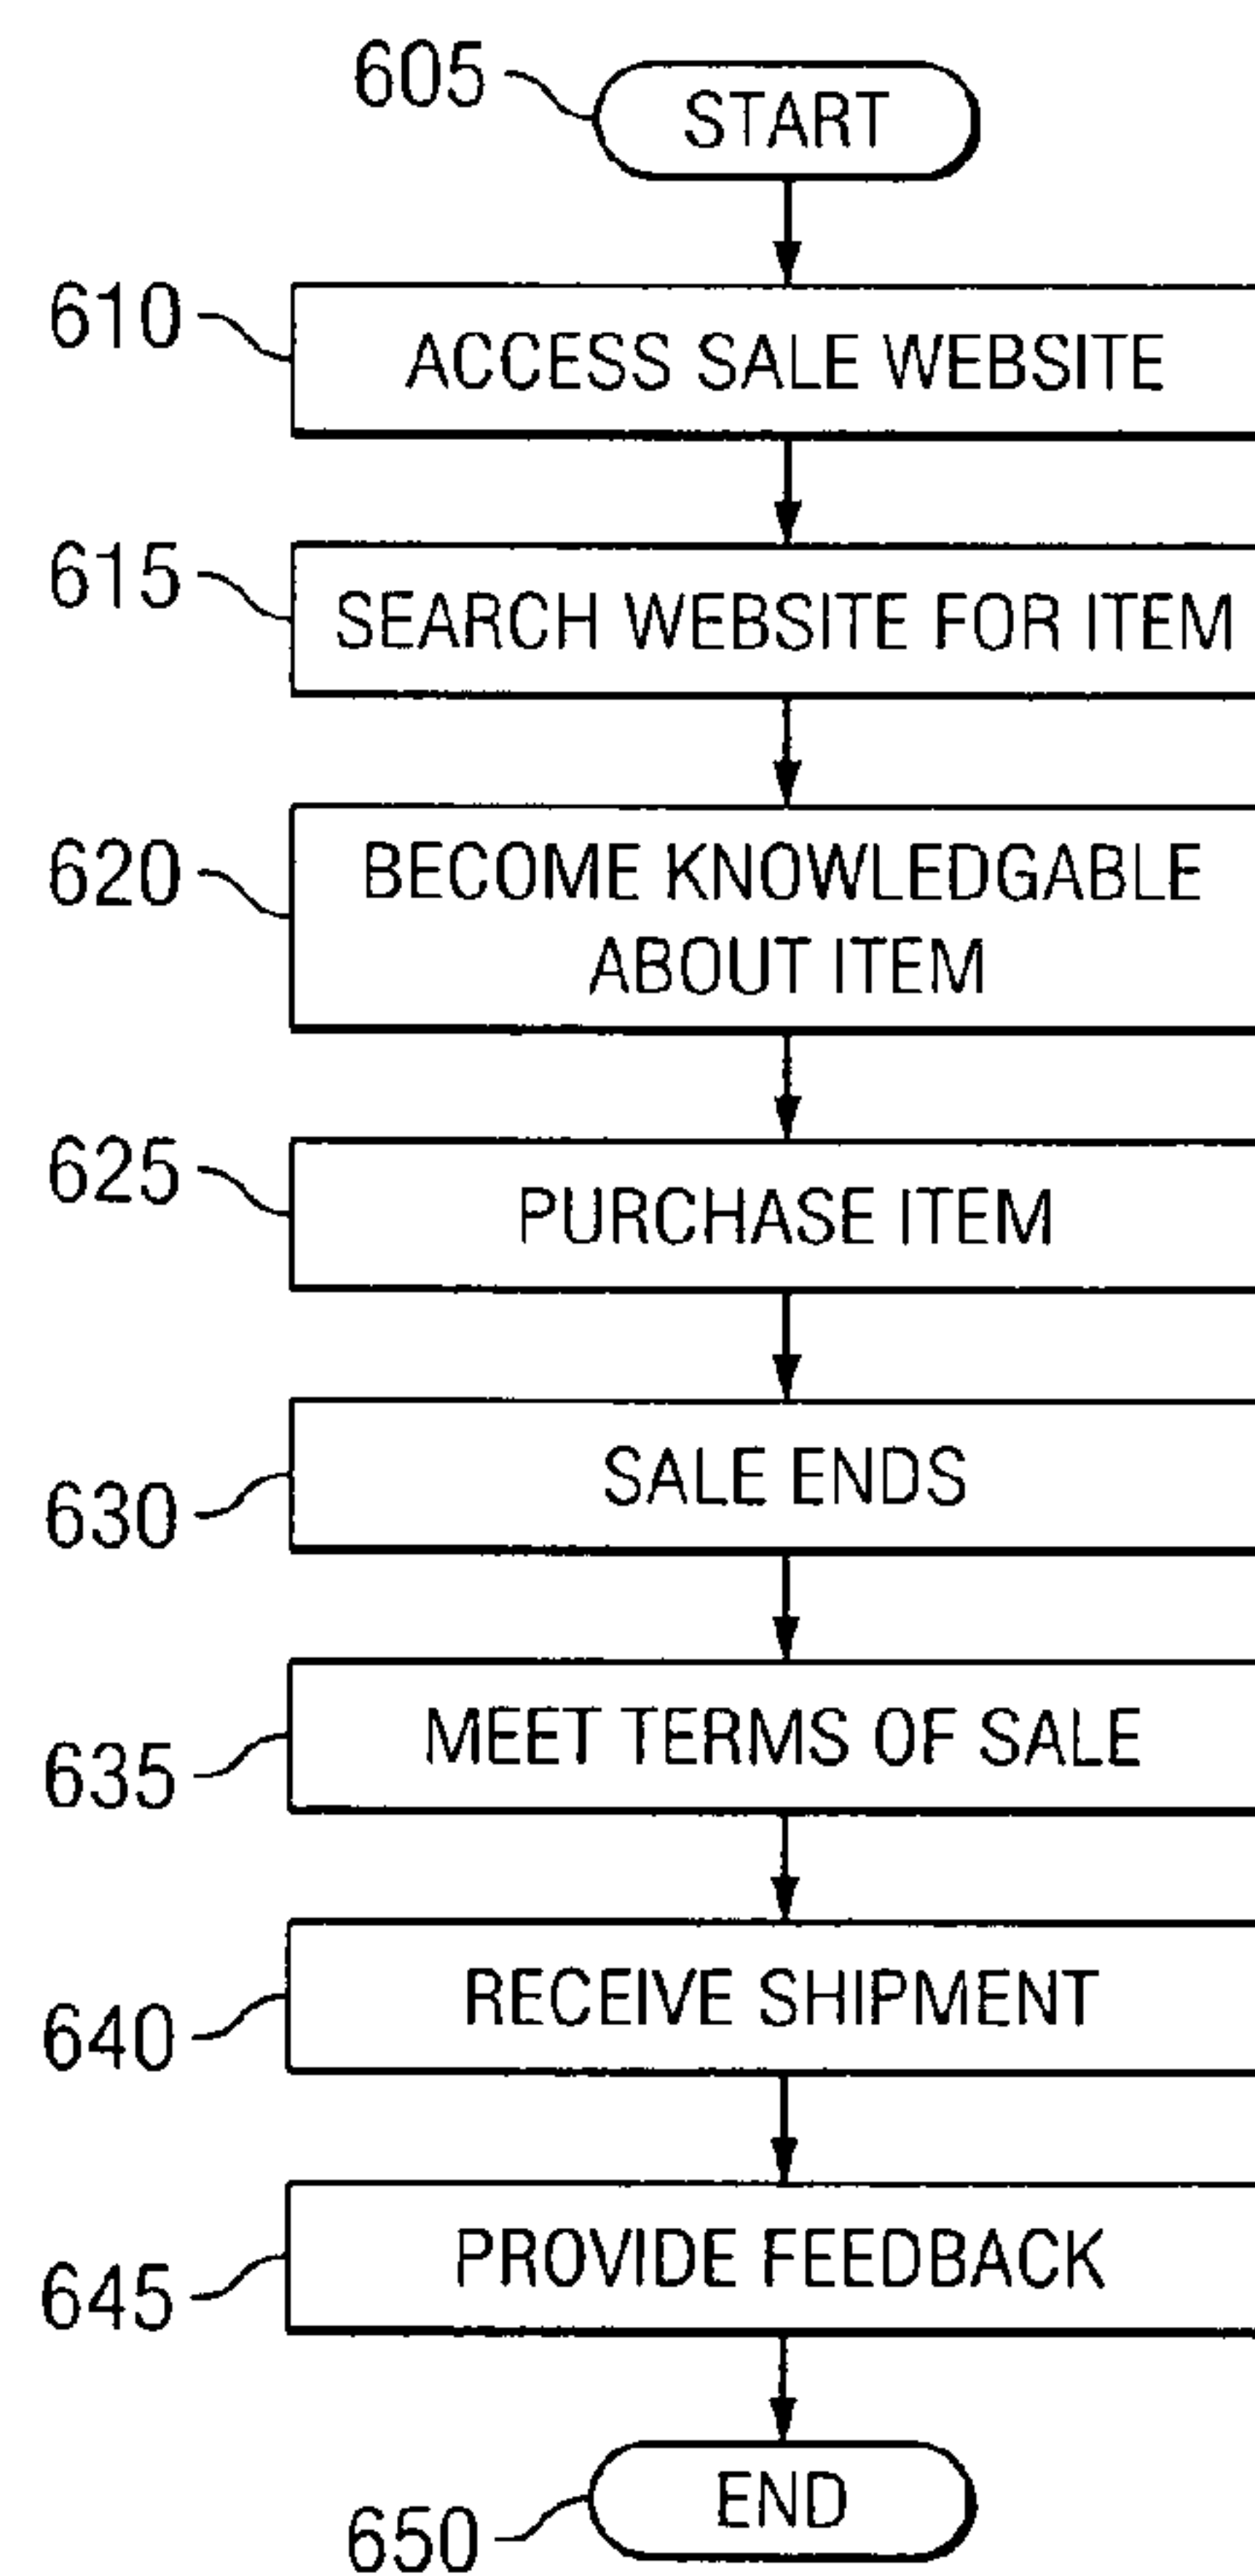 605
START
610
ACCESS SALE WEBSITE
615
SEARCH WEBSITE FOR ITEM
620
BECOME KNOWLEDGABLE
ABOUT ITEM
625
PURCHASE ITEM
630
SALE ENDS
635
MEET TERMS OF SALE
640
RECEIVE SHIPMENT
645
PROVIDE FEEDBACK
650
END